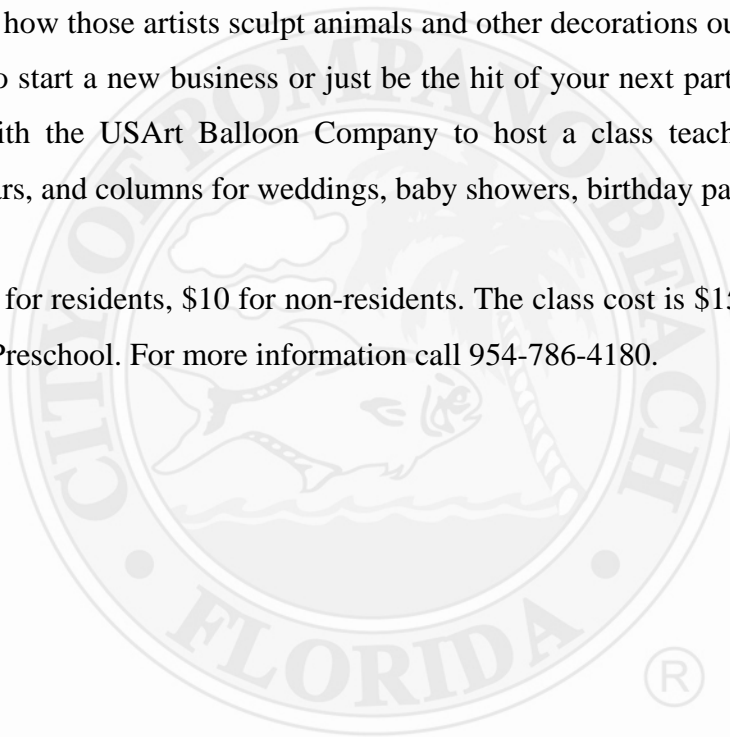 how those artists sculpt animals and other decorations ou
o start a new business or just be the hit of your next part
ith the USArt Balloon Company to host a class teach
ars, and columns for weddings, baby showers, birthday pa
for residents, $10 for non-residents. The class cost is $15
Preschool. For more information call 954-786-4180.
CITY OF POMPANO BEACH
FLORIDA
®